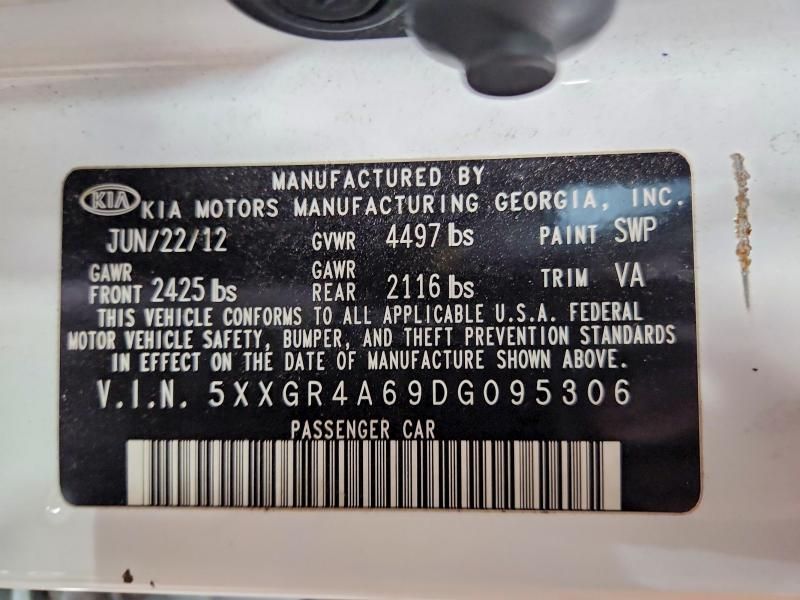 MANUFACTURED BY
KIA KIA MOTORS MANUFACTURING GEORGIA, INC.
JUN/22/12 GVWR 4497 lbs PAINT SWP
GAWR FRONT 2425 lbs GAWR REAR 2116 lbs TRIM VA
THIS VEHICLE CONFORMS TO ALL APPLICABLE U.S.A. FEDERAL
MOTOR VEHICLE SAFETY, BUMPER, AND THEFT PREVENTION STANDARDS
IN EFFECT ON THE DATE OF MANUFACTURE SHOWN ABOVE.
V.I.N. 5XXGR4A69DG095306
PASSENGER CAR